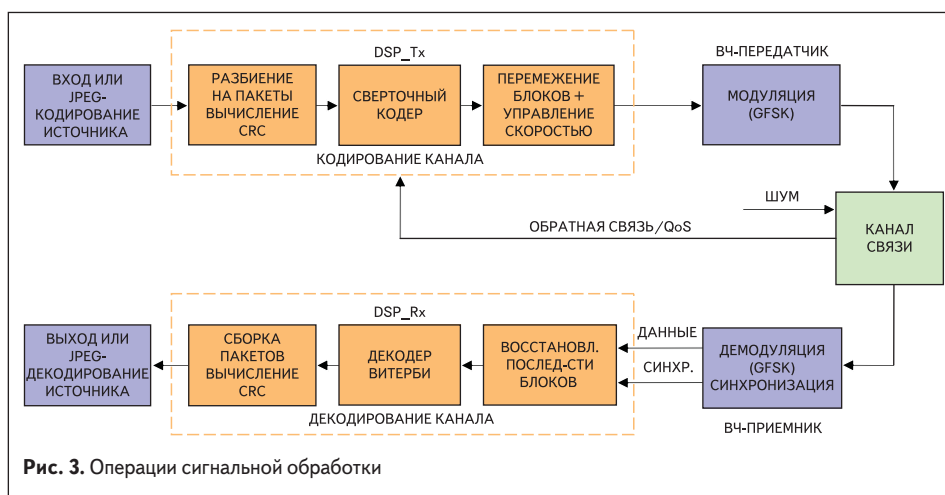 DSP_Tx
ВЧ-ПЕРЕДАТЧИК
ВХОД ИЛИ
JPEG-
КОДИРОВАНИЕ
ИСТОЧНИКА
РАЗБИЕНИЕ
НА ПАКЕТЫ
ВЫЧИСЛЕНИЕ
CRC
СВЕРТОЧНЫЙ
КОДЕР
ПЕРЕМЕЖЕНИЕ
БЛОКОВ +
УПРАВЛЕНИЕ
СКОРОСТЬЮ
МОДУЛЯЦИЯ
(GFSK)
КОДИРОВАНИЕ КАНАЛА
ШУМ
ОБРАТНАЯ СВЯЗЬ/QoS
КАНАЛ
СВЯЗИ
DSP_Rx
ВЫХОД ИЛИ
JPEG-
ДЕКОДИРОВАНИЕ
ИСТОЧНИКА
СБОРКА
ПАКЕТОВ
ВЫЧИСЛЕНИЕ
CRC
ДЕКОДЕР
ВИТЕРБИ
ВОССТАНОВЛ.
ПОСЛЕД-СТИ
БЛОКОВ
ДАННЫЕ
СИНХР.
ДЕМОДУЛЯЦИЯ
(GFSK)
СИНХРОНИЗАЦИЯ
ДЕКОДИРОВАНИЕ КАНАЛА
ВЧ-ПРИЕМНИК
Рис. 3. Операции сигнальной обработки